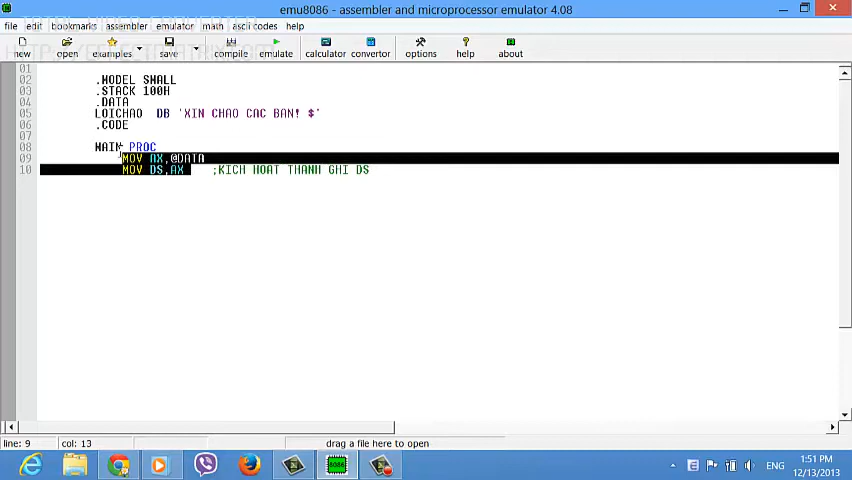 emu8086 - assembler and microprocessor emulator 4.08
file edit bookmarks assembler emulator math ascii codes help
new open examples save compile emulate calculator convertor options help about
01
02 .MODEL SMALL
03 .STACK 100H
04 .DATA
05 LOICHAO DB 'XIN CHAO CAC BAN! $'
06 .CODE
07
08 MAIN PROC
09 MOV AX,@DATA
10 MOV DS,AX ;KICH HOAT THANH GHI DS
line: 9 col: 13 drag a file here to open
8086 ENG 1:51 PM
12/13/2013